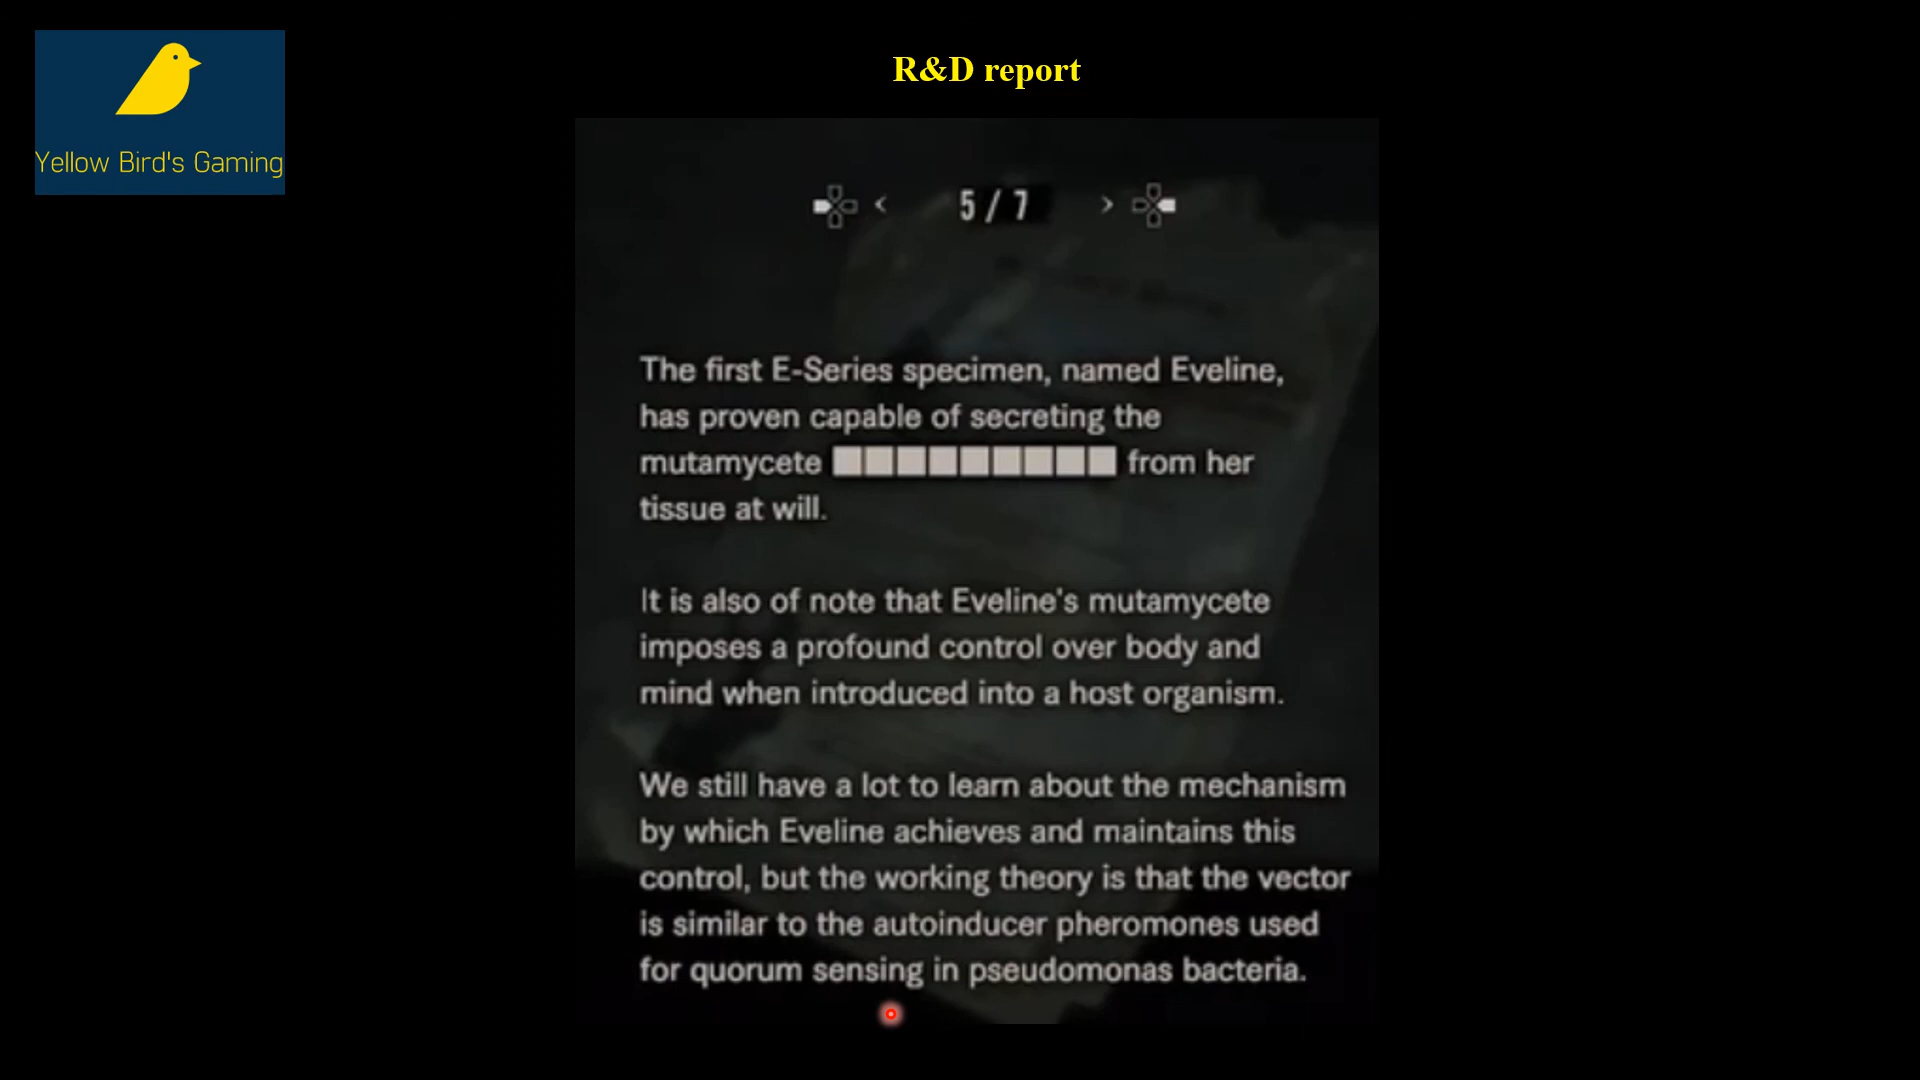 R&D report
Yellow Bird's Gaming
< 5 / 7 >
The first E-Series specimen, named Eveline,
has proven capable of secreting the
mutamycete ■■■■■■■■■ from her
tissue at will.
It is also of note that Eveline's mutamycete
imposes a profound control over body and
mind when introduced into a host organism.
We still have a lot to learn about the mechanism
by which Eveline achieves and maintains this
control, but the working theory is that the vector
is similar to the autoinducer pheromones used
for quorum sensing in pseudomonas bacteria.